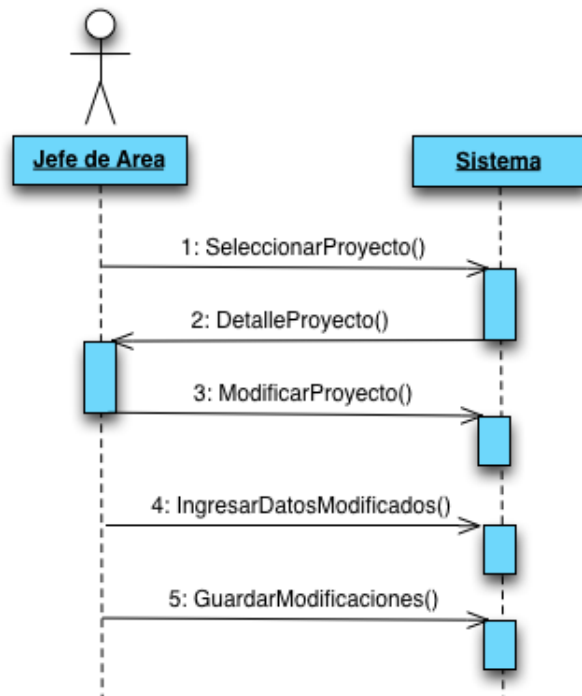 Jefe de Area
Sistema
1: SeleccionarProyecto()
2: DetalleProyecto()
3: ModificarProyecto()
4: IngresarDatosModificados()
5: GuardarModificaciones()